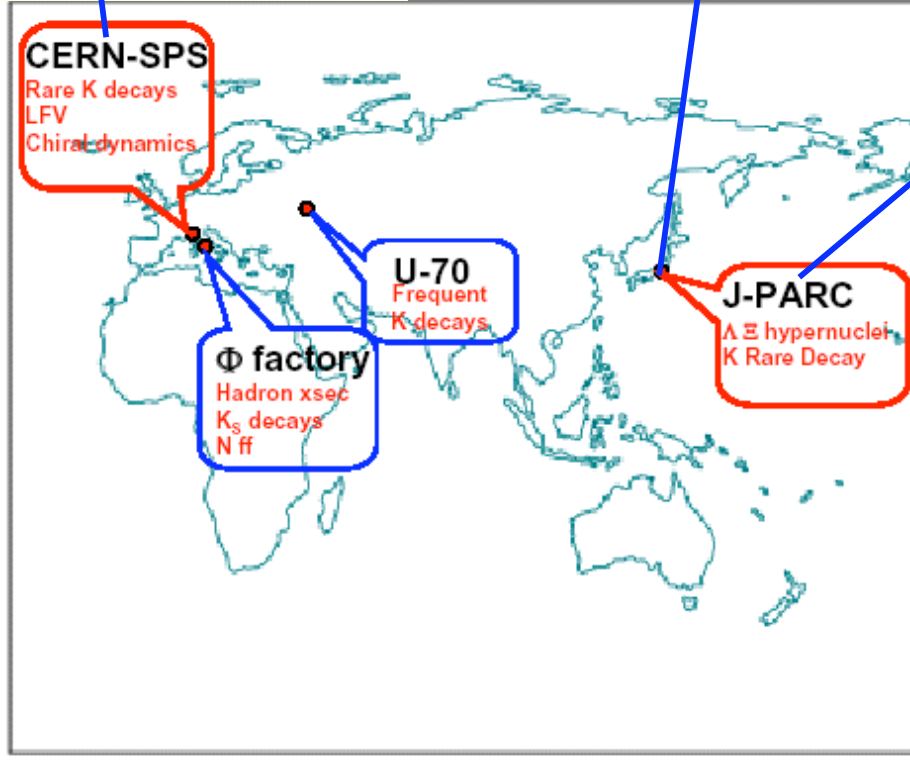 CERN-SPS
Rare K decays
LFV
Chiral dynamics
U-70
Frequent
K decays
Φ factory
Hadron xsec
K_S decays
N ff
J-PARC
Λ Ξ hypernuclei
K Rare Decay